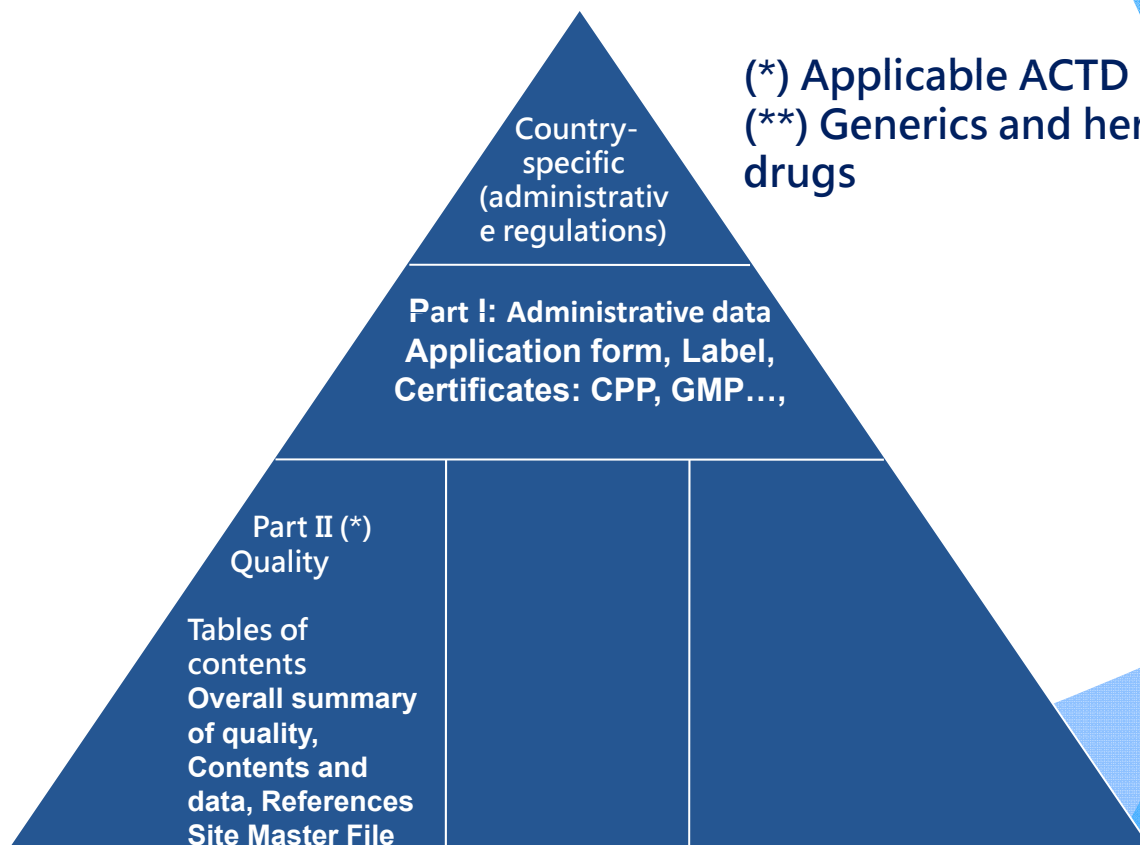 (*) Applicable ACTD
(**) Generics and
drugs
Country-
specific
(administrativ
e regulations)
Part I: Administrative data
Application form, Label,
Certificates: CPP, GMP…,
Part II (*)
Quality
Tables of
contents
Overall summary
of quality,
Contents and
data, References
Site Master File